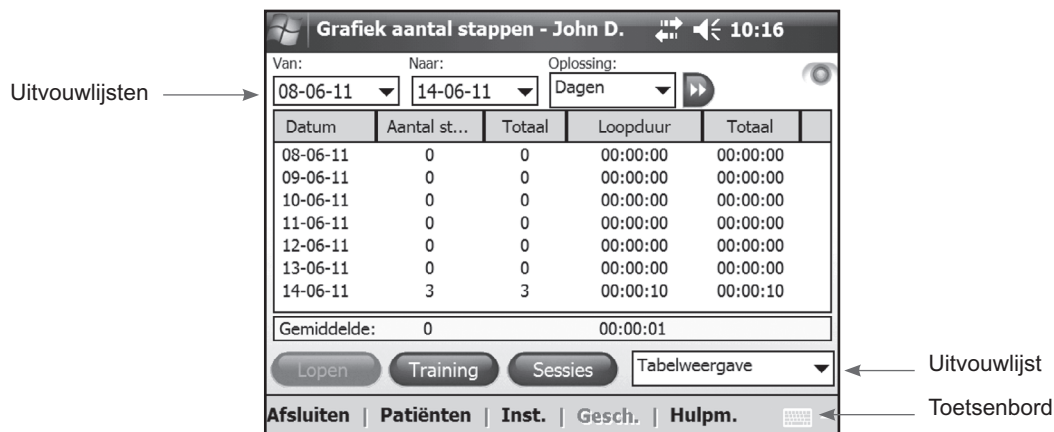 Grafiek aantal stappen - John D. 10:16
Van: Naar: Oplossing:
Uitvouwlijsten
08-06-11 14-06-11 Dagen
Datum Aantal st... Totaal Loopduur Totaal
08-06-11 0 0 00:00:00 00:00:00
09-06-11 0 0 00:00:00 00:00:00
10-06-11 0 0 00:00:00 00:00:00
11-06-11 0 0 00:00:00 00:00:00
12-06-11 0 0 00:00:00 00:00:00
13-06-11 0 0 00:00:00 00:00:00
14-06-11 3 3 00:00:10 00:00:10
Gemiddelde: 0 00:00:01
Lopen Training Sessies Tabelweergave
Uitvouwlijst
Afsluiten | Patiënten | Inst. | Gesch. | Hulpm.
Toetsenbord